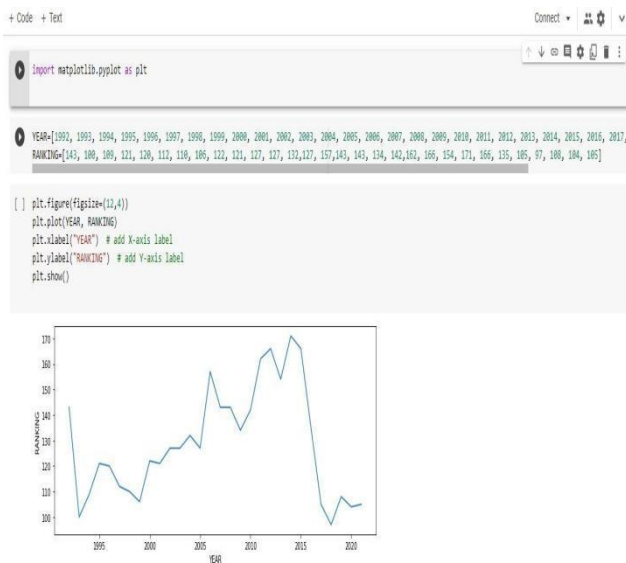 + Code + Text
Connect
import matplotlib.pyplot as plt
YEAR=[1992, 1993, 1994, 1995, 1996, 1997, 1998, 1999, 2000, 2001, 2002, 2003, 2004, 2005, 2006, 2007, 2008, 2009, 2010, 2011, 2012, 2013, 2014, 2015, 2016, 2017,
RANKING=[143, 100, 109, 121, 120, 112, 110, 106, 122, 121, 127, 127, 132,127, 157,143, 143, 134, 142,162, 166, 154, 171, 166, 135, 105, 97, 108, 104, 105]
[ ] plt.figure(figsize=(12,4))
plt.plot(YEAR, RANKING)
plt.xlabel("YEAR") # add X-axis label
plt.ylabel("RANKING") # add Y-axis label
plt.show()
170
160
150
140
130
120
110
100
RANKING
1995 2000 2005 2010 2015 2020
YEAR